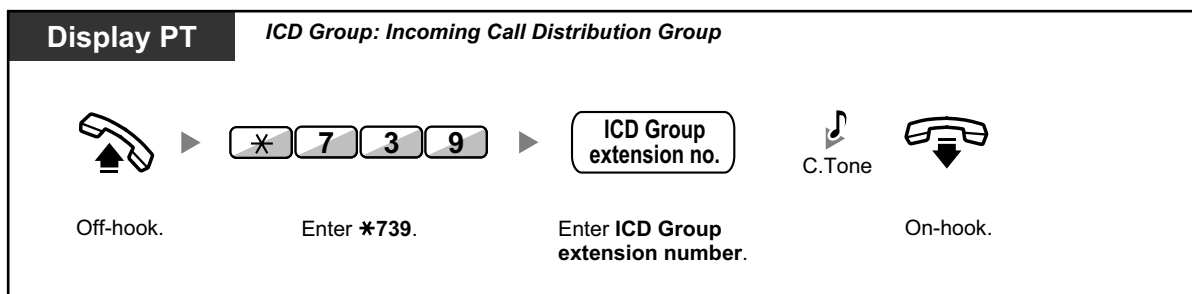 Display PT
ICD Group: Incoming Call Distribution Group
✳ 7 3 9
ICD Group
extension no.
C.Tone
Off-hook.
Enter ✳739.
Enter ICD Group
extension number.
On-hook.